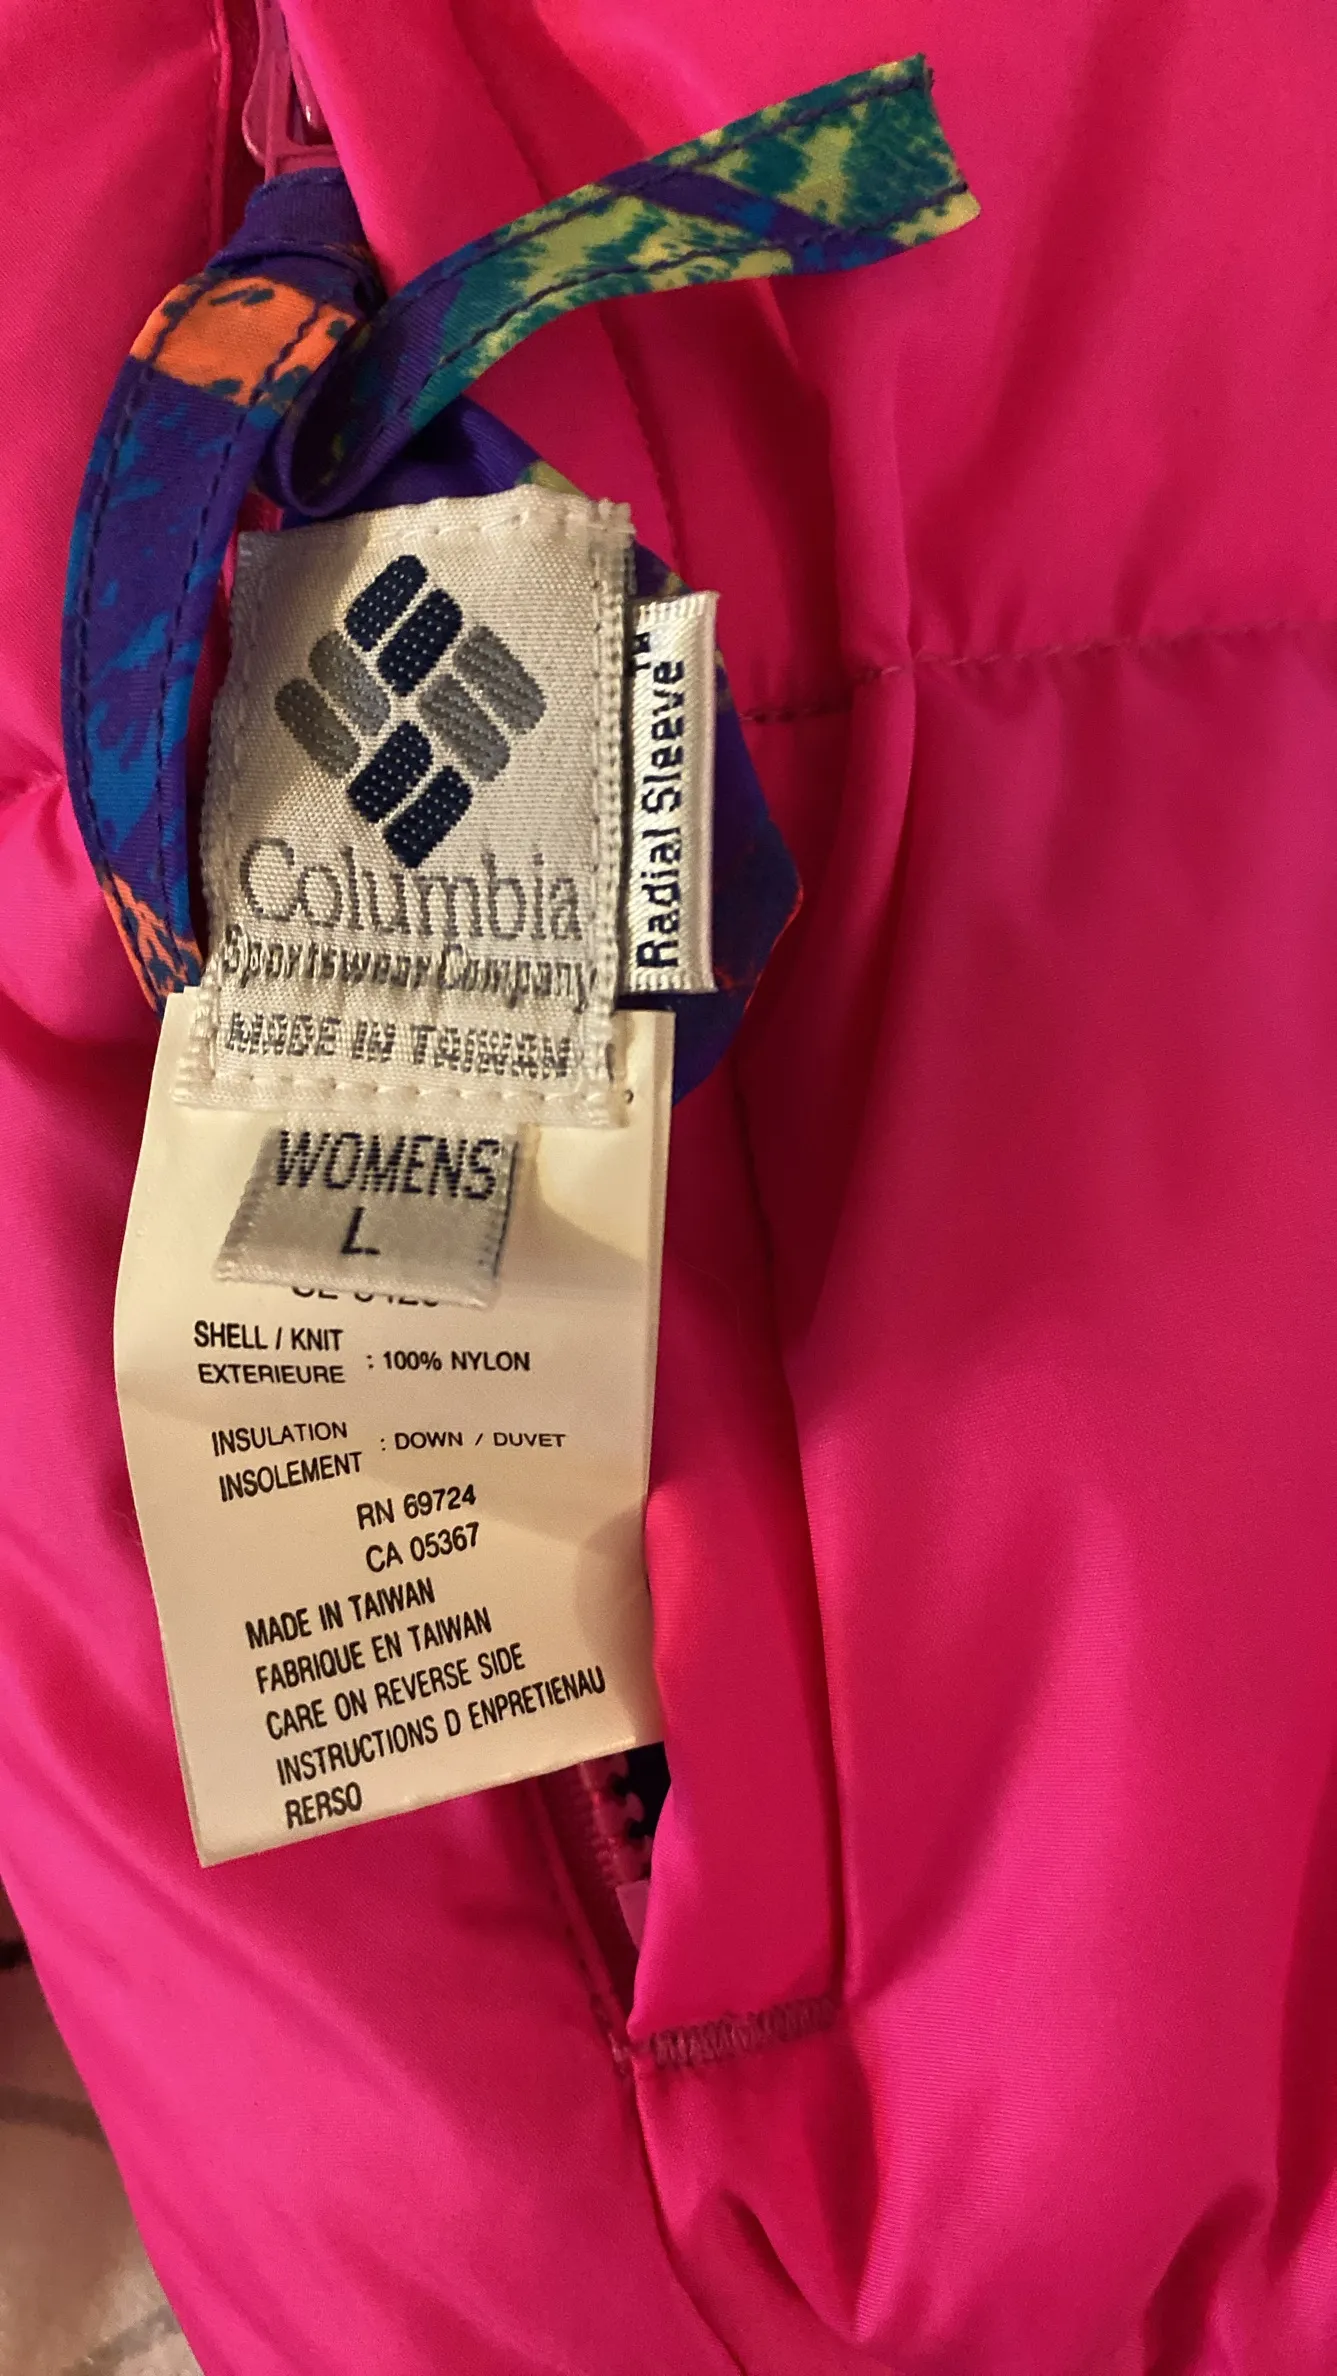 Columbia
Sportswear Company
MADE IN TAIWAN
Radial Sleeve™
WOMENS
L
SHELL / KNIT
EXTERIEURE : 100% NYLON
INSULATION
INSOLEMENT : DOWN / DUVET
RN 69724
CA 05367
MADE IN TAIWAN
FABRIQUE EN TAIWAN
CARE ON REVERSE SIDE
INSTRUCTIONS D ENPRETIENAU
RERSO